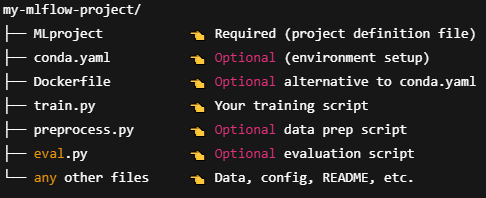 my-mlflow-project/
├── MLproject 👈 Required (project definition file)
├── conda.yaml 👈 Optional (environment setup)
├── Dockerfile 👈 Optional alternative to conda.yaml
├── train.py 👈 Your training script
├── preprocess.py 👈 Optional data prep script
├── eval.py 👈 Optional evaluation script
└── any other files 👈 Data, config, README, etc.